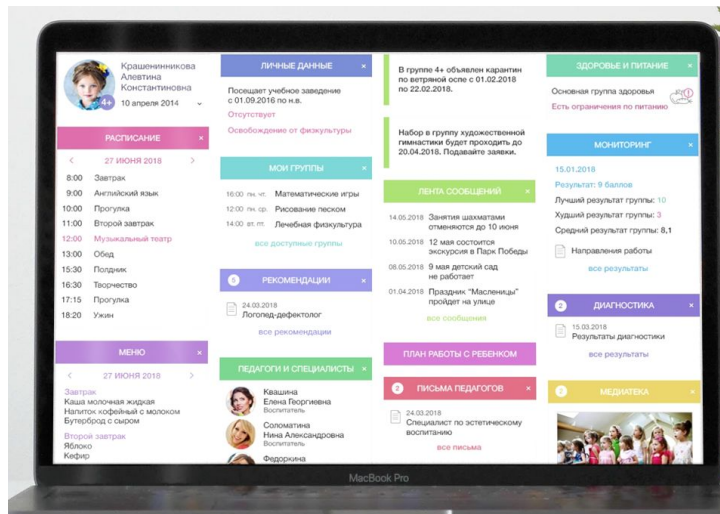 Крашенинникова
Алевтина
Константиновна
4+
10 апреля 2014
РАСПИСАНИЕ ×
< 27 ИЮНЯ 2018 >
8:00 Завтрак
9:00 Английский язык
10:00 Прогулка
11:00 Второй завтрак
12:00 Музыкальный театр
13:00 Обед
15:30 Полдник
16:30 Творчество
17:15 Прогулка
18:20 Ужин
МЕНЮ ×
< 27 ИЮНЯ 2018 >
Завтрак
Каша молочная жидкая
Напиток кофейный с молоком
Бутерброд с сыром
Второй завтрак
Яблоко
Кефир
ЛИЧНЫЕ ДАННЫЕ ×
Посещает учебное заведение
с 01.09.2016 по н.в.
Отсутствует
Освобождение от физкультуры
МОИ ГРУППЫ ×
16:00 пн. чт. Математические игры
12:00 пн. ср. Рисование песком
14:00 вт. пт. Лечебная физкультура
все доступные группы
5 РЕКОМЕНДАЦИИ ×
24.03.2018
Логопед-дефектолог
все рекомендации
ПЕДАГОГИ И СПЕЦИАЛИСТЫ ×
Квашина
Елена Георгиевна
Воспитатель
Соломатина
Нина Александровна
Воспитатель
Федоркина
В группе 4+ объявлен карантин
по ветряной оспе с 01.02.2018
по 22.02.2018.
Набор в группу художественной
гимнастики будет проходить до
20.04.2018. Подавайте заявки.
ЛЕНТА СООБЩЕНИЙ ×
14.05.2018 Занятия шахматами
отменяются до 10 июня
10.05.2018 12 мая состоится
экскурсия в Парк Победы
08.05.2018 9 мая детский сад
не работает
01.04.2018 Праздник "Масленицы"
пройдет на улице
все сообщения
ПЛАН РАБОТЫ С РЕБЕНКОМ
2 ПИСЬМА ПЕДАГОГОВ ×
24.03.2018
Специалист по эстетическому
воспитанию
все письма
ЗДОРОВЬЕ И ПИТАНИЕ ×
Основная группа здоровья
Есть ограничения по питанию
МОНИТОРИНГ ×
15.01.2018
Результат: 9 баллов
Лучший результат группы: 10
Худший результат группы: 3
Средний результат группы: 8,1
Направления работы
все результаты
2 ДИАГНОСТИКА ×
15.03.2018
Результаты диагностики
все результаты
2 МЕДИАТЕКА ×
MacBook Pro